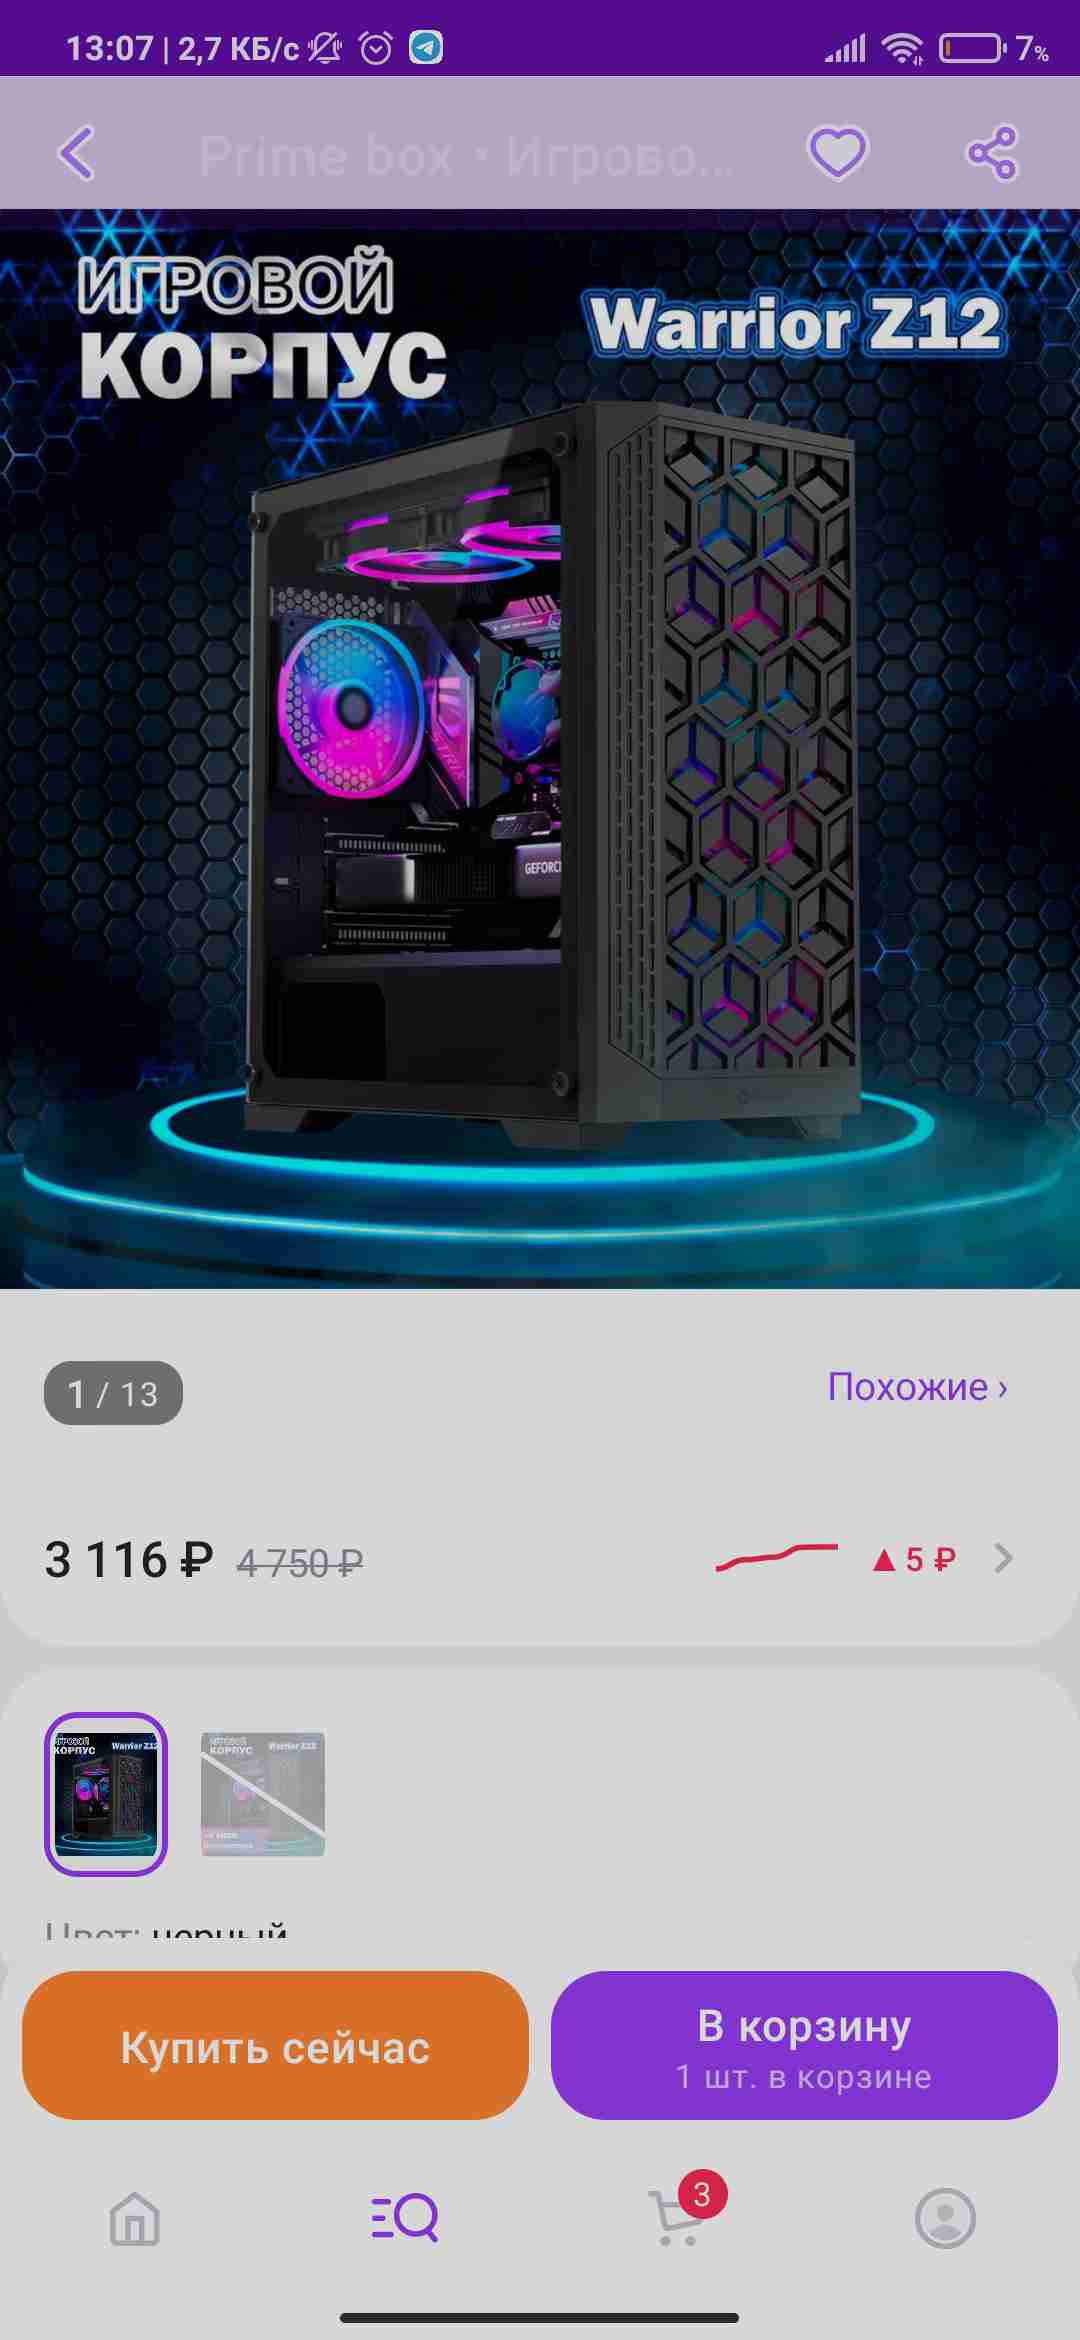 13:07 | 2,7 КБ/с
7%
Prime box • Игрово...
ИГРОВОЙ
КОРПУС
Warrior Z12
STRIX
GEFORC
1 / 13
Похожие ›
3 116 ₽ 4 750 ₽
▲ 5 ₽
ИГРОВОЙ
КОРПУС
Warrior Z12
ИГРОВОЙ
КОРПУС
Warrior Z12
Цвет: черный
Купить сейчас
В корзину
1 шт. в корзине
3